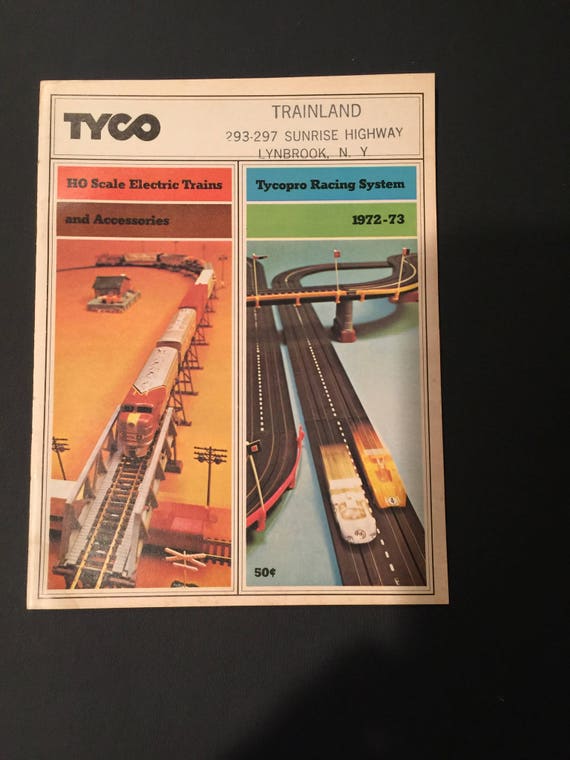 TYCO
TRAINLAND
293-297 SUNRISE HIGHWAY
LYNBROOK, N. Y
HO Scale Electric Trains
and Accessories
Tycopro Racing System
1972-73
50¢